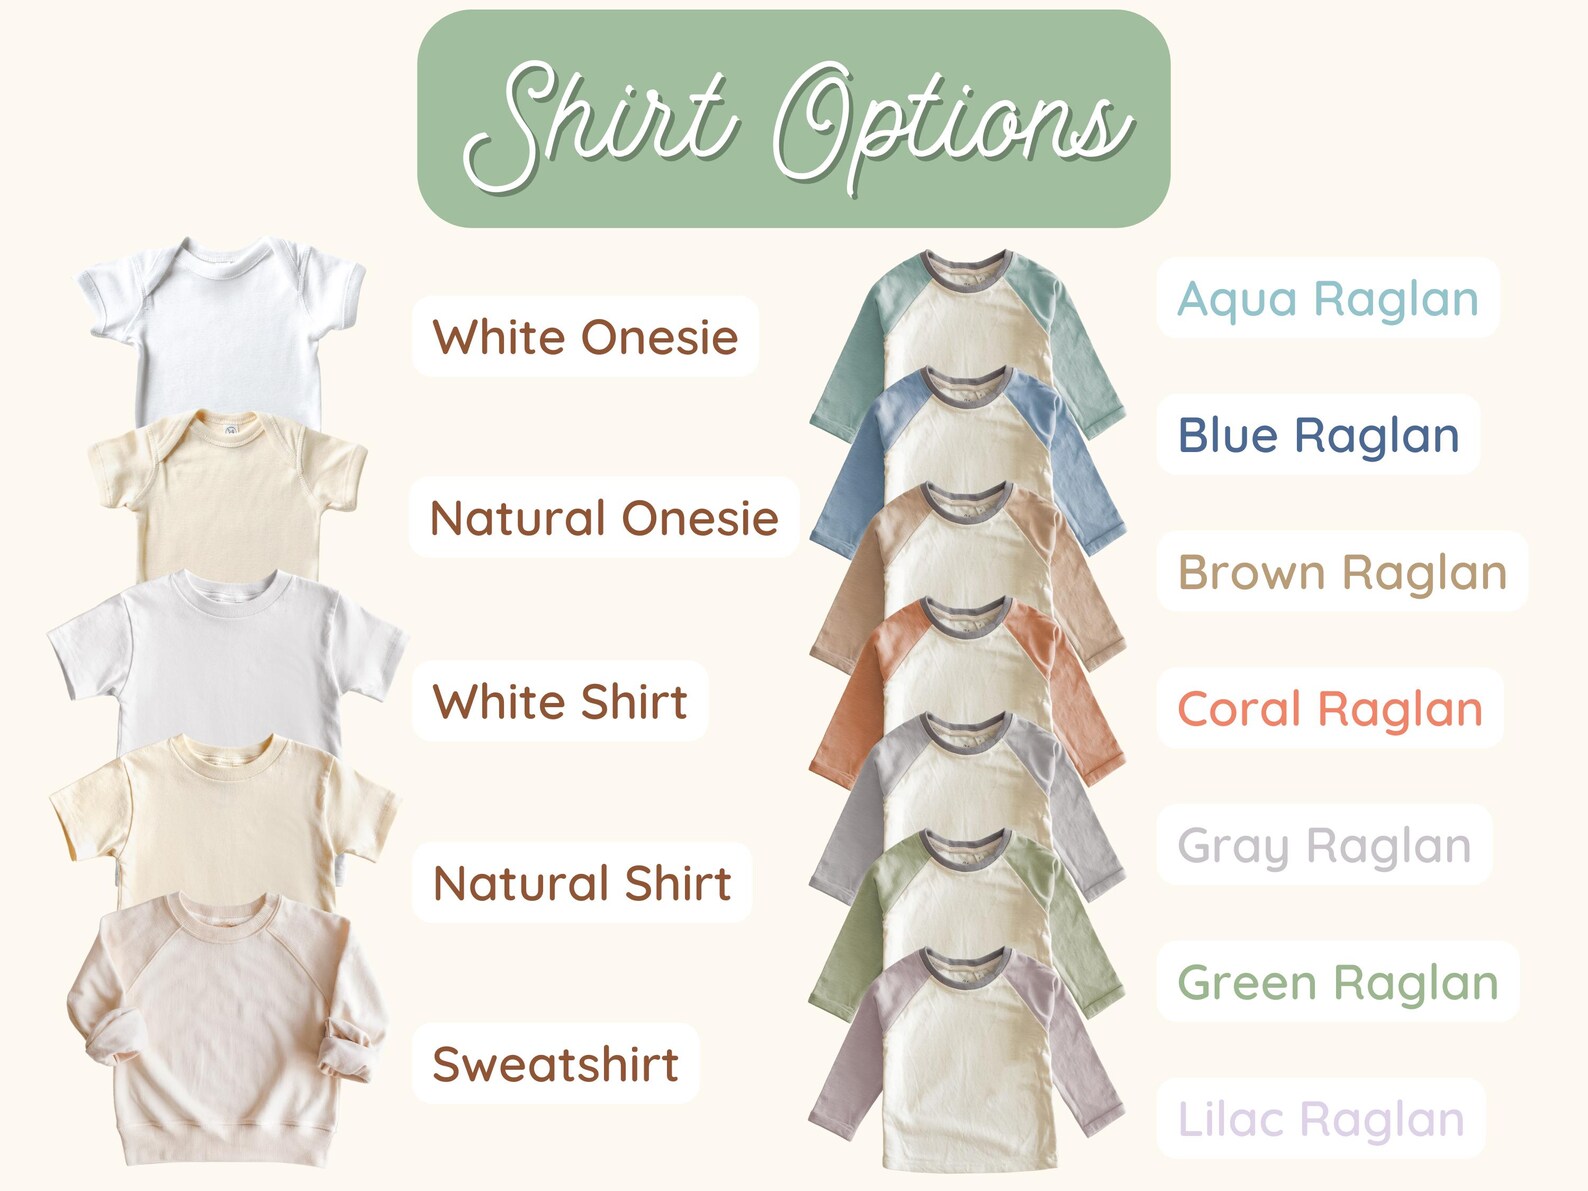 Shirt Options
White Onesie
Natural Onesie
White Shirt
Natural Shirt
Sweatshirt
Aqua Raglan
Blue Raglan
Brown Raglan
Coral Raglan
Gray Raglan
Green Raglan
Lilac Raglan